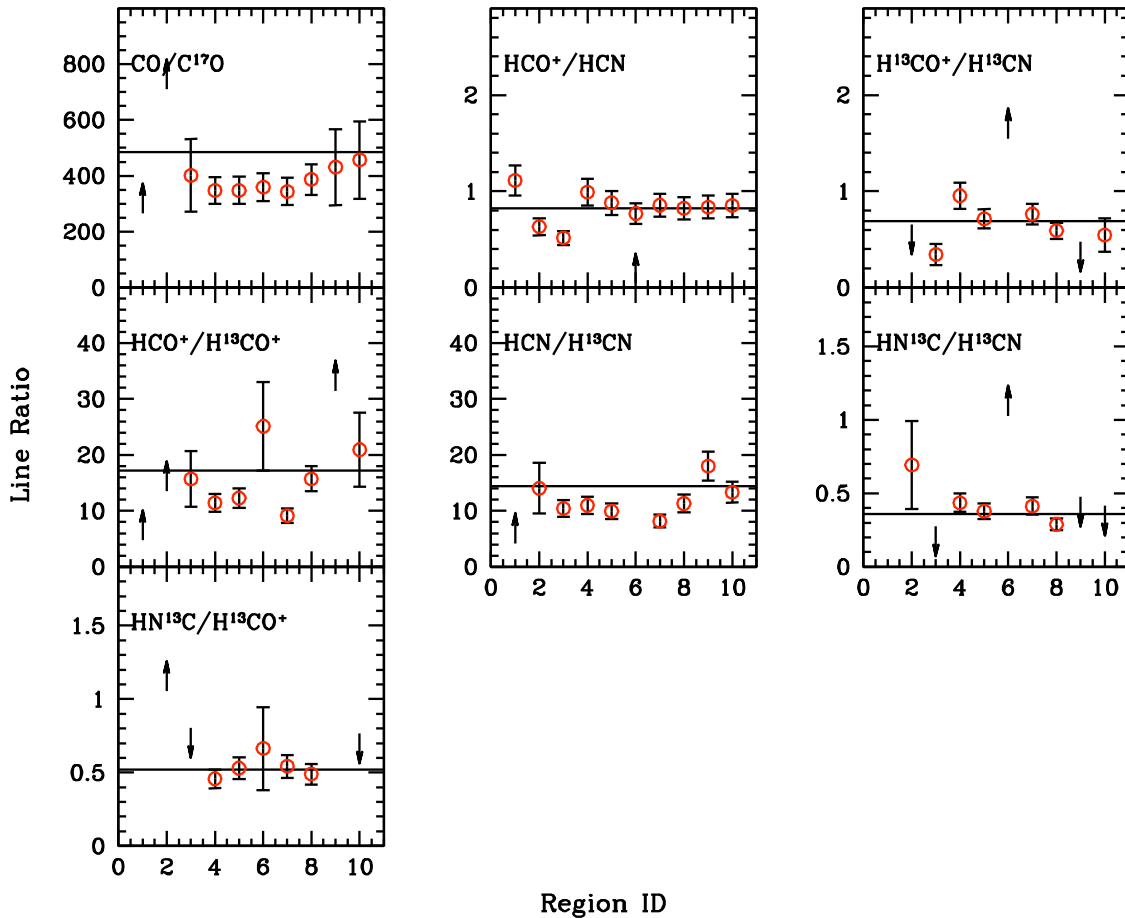 CO/C¹⁷O
800
600
400
200
0
HCO⁺/HCN
2
1
0
H¹³CO⁺/H¹³CN
2
1
0
HCO⁺/H¹³CO⁺
40
30
20
10
0
HCN/H¹³CN
40
30
20
10
0
0 2 4 6 8 10
HN¹³C/H¹³CN
1.5
1
0.5
0
0 2 4 6 8 10
HN¹³C/H¹³CO⁺
1.5
1
0.5
0
0 2 4 6 8 10
Line Ratio
Region ID